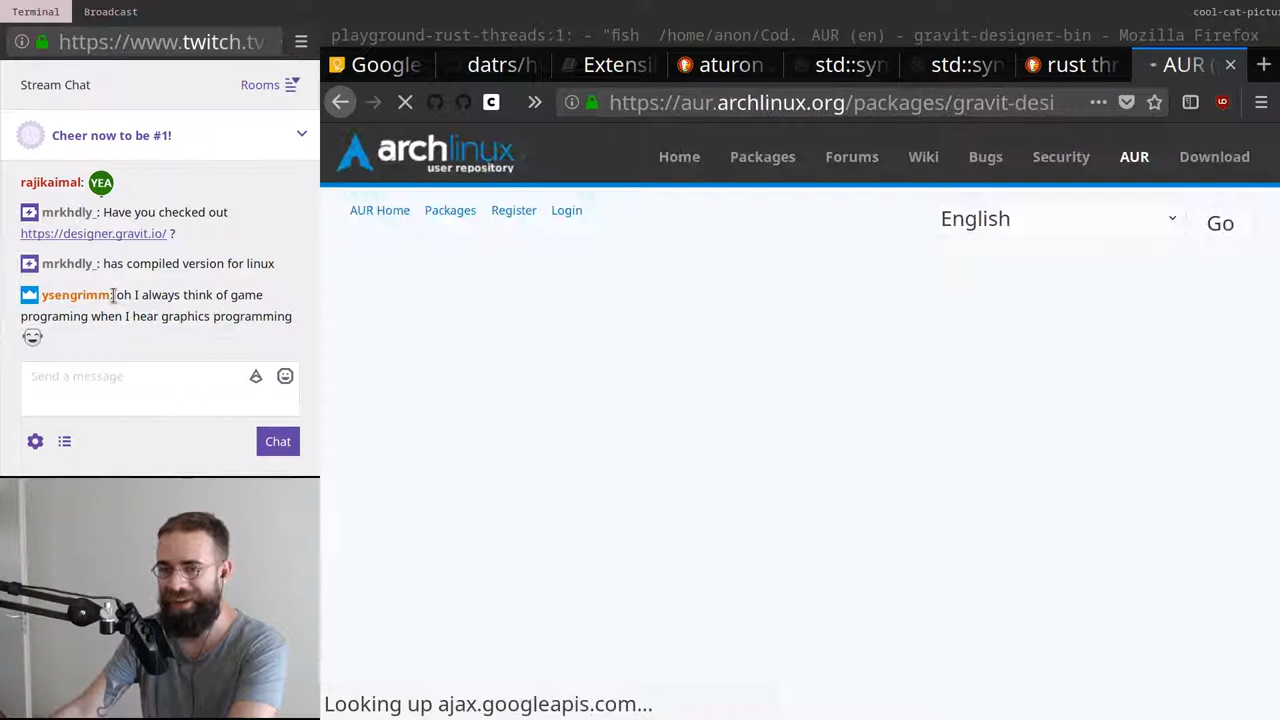 Terminal Broadcast cool-cat-pictu
https://www.twitch.tv
playground-rust-threads:1: - "fish /home/anon/Cod. AUR (en) - gravit-designer-bin - Mozilla Firefox
Google datrs/h Extensi aturon std::syn std::syn rust thr AUR (
https://aur.archlinux.org/packages/gravit-desi
Stream Chat Rooms
Cheer now to be #1!
archlinux
user repository
Home Packages Forums Wiki Bugs Security AUR Download
AUR Home Packages Register Login
English Go
rajikaimal: YEA
mrkhdly_: Have you checked out
https://designer.gravit.io/ ?
mrkhdly_: has compiled version for linux
ysengrimm: oh I always think of game
programing when I hear graphics programming
Send a message
Chat
Looking up ajax.googleapis.com...